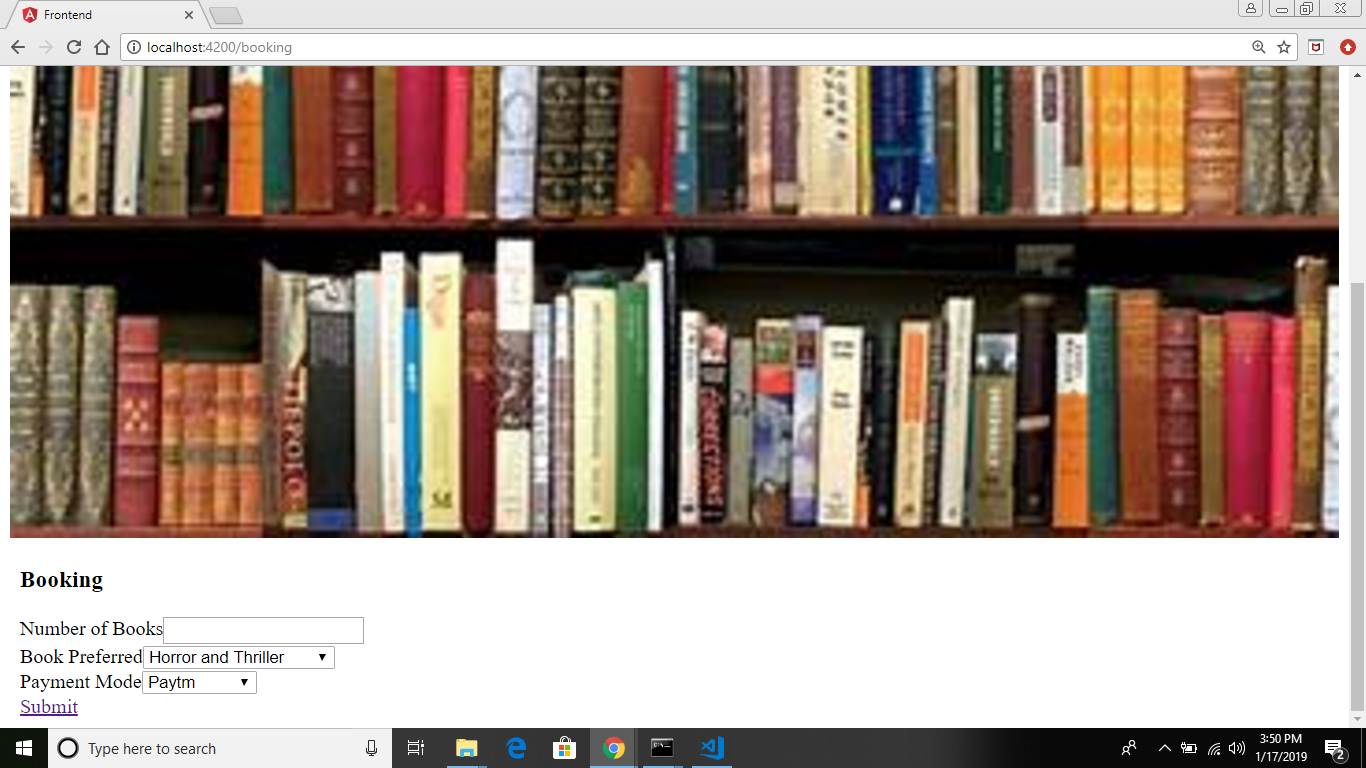 Frontend
localhost:4200/booking
Booking
Number of Books
Book Preferred Horror and Thriller
Payment Mode Paytm
Submit
Type here to search
3:50 PM
1/17/2019
2